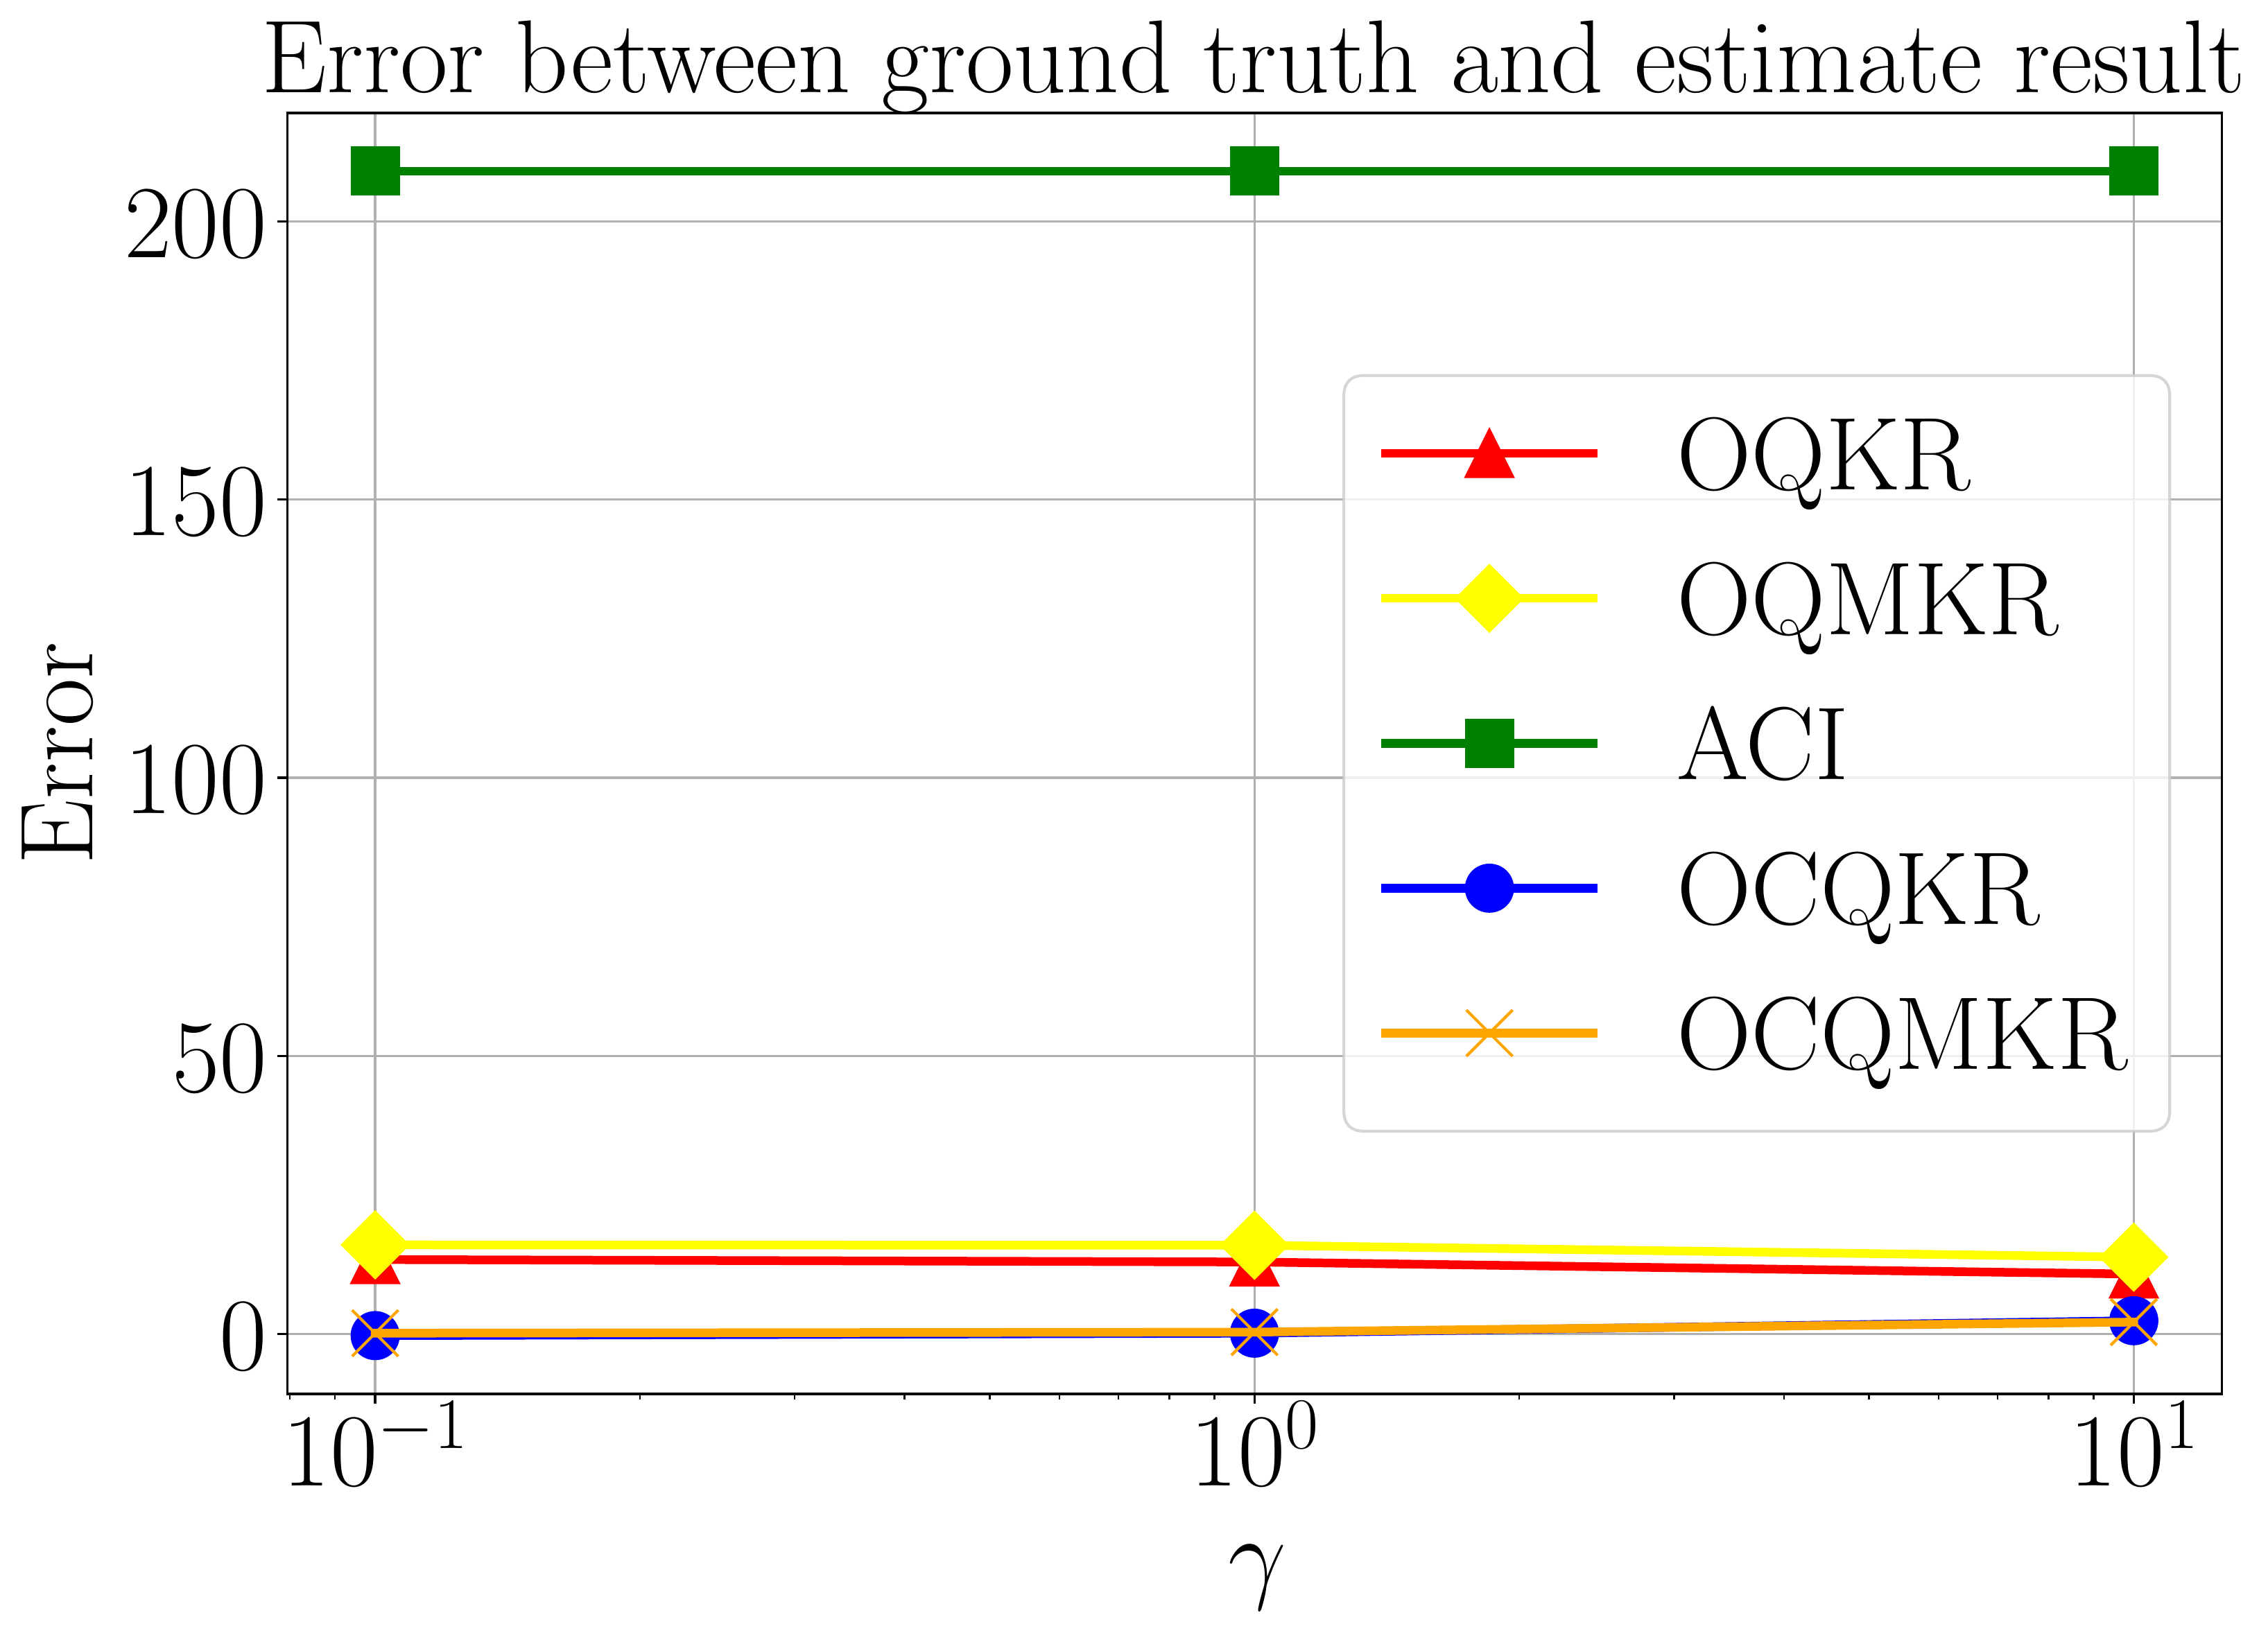 Error between ground truth and estimate result
200
150
100
50
0
Error
OQKR
OQMKR
ACI
OCQKR
OCQMKR
10⁻¹
10⁰
10¹
γ